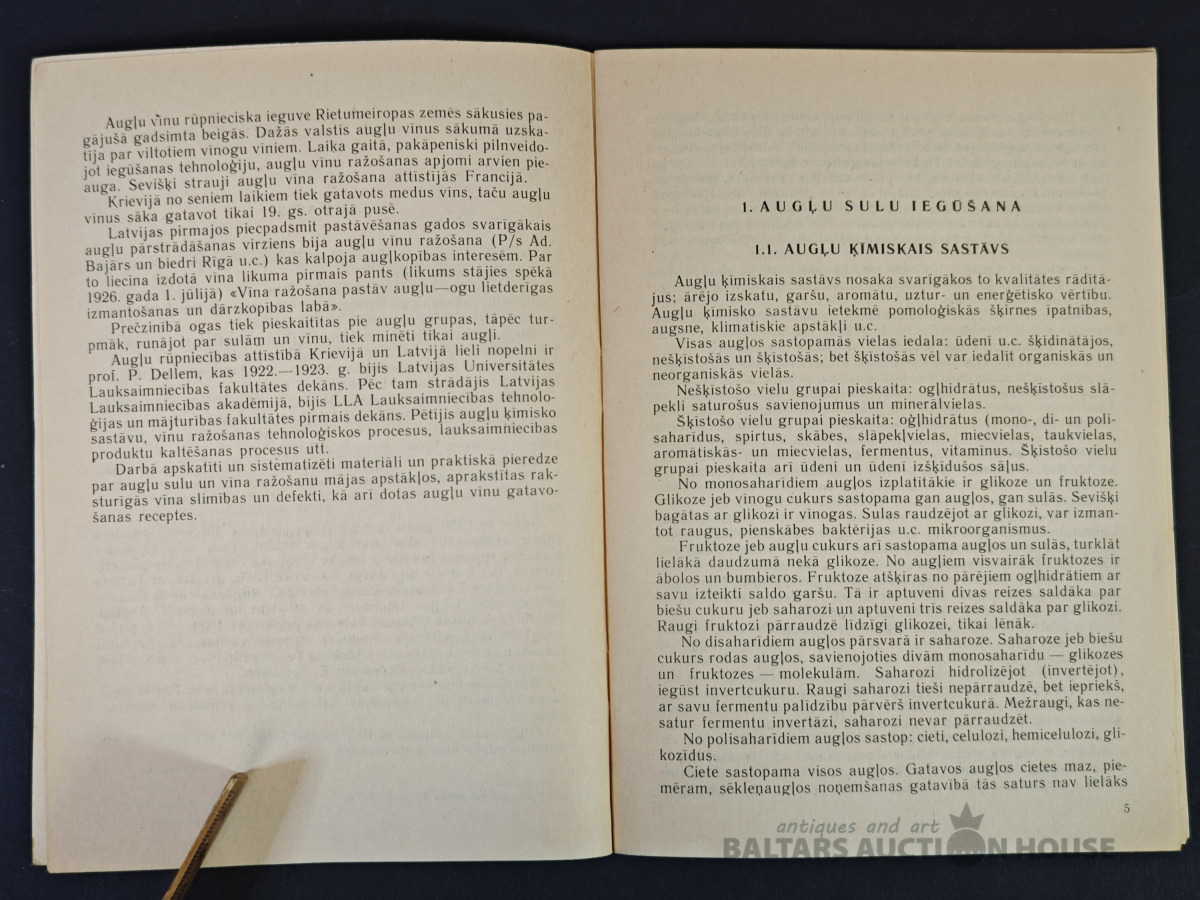 Augļu vīnu rūpnieciska ieguve Rietumeiropas zemēs sākusies pa-
gājušā gadsimta beigās. Dažās valstīs augļu vīnus sākumā uzska-
tīja par viltotiem vīnogu vīniem. Laika gaitā, pakāpeniski pilnveido-
jot iegūšanas tehnoloģiju, augļu vīnu ražošanas apjomi arvien pie-
auga. Sevišķi strauji augļu vīna ražošana attīstījās Francijā.
Krievijā no seniem laikiem tiek gatavots medus vīns, taču augļu
vīnus sāka gatavot tikai 19. gs. otrajā pusē.
Latvijas pirmajos piecpadsmit pastāvēšanas gados svarīgākais
augļu pārstrādāšanas virziens bija augļu vīnu ražošana (P/s Ad.
Bajārs un biedri Rīgā u.c.) kas kalpoja augļkopības interesēm. Par
to liecina izdotā vīna likuma pirmais pants (likums stājies spēkā
1926. gada 1. jūlijā) «Vīna ražošana pastāv augļu—ogu lietderīgas
izmantošanas un dārzkopības labā».
Prečzinībā ogas tiek pieskaitītas pie augļu grupas, tāpēc tur-
pmāk, runājot par sulām un vīnu, tiek minēti tikai augļi.
Augļu rūpniecības attīstībā Krievijā un Latvijā lieli nopelni ir
prof. P. Dellem, kas 1922.—1923. g. bijis Latvijas Universitātes
Lauksaimniecības fakultātes dekāns. Pēc tam strādājis Latvijas
Lauksaimniecības akadēmijā, bijis LLA Lauksaimniecības tehnolo-
ģijas un mājturības fakultātes pirmais dekāns. Pētījis augļu ķīmisko
sastāvu, vīnu ražošanas tehnoloģiskos procesus, lauksaimniecības
produktu kaltēšanas procesus utt.
Darbā apskatīti un sistematizēti materiāli un praktiskā pieredze
par augļu sulu un vīna ražošanu mājas apstākļos, aprakstītas rak-
sturīgās vīna slimības un defekti, kā arī dotas augļu vīnu gatavo-
šanas receptes.
1. AUGĻU SULU IEGŪŠANA
1.1. AUGĻU ĶĪMISKAIS SASTĀVS
Augļu ķīmiskais sastāvs nosaka svarīgākos to kvalitātes rādītā-
jus: ārējo izskatu, garšu, aromātu, uztur- un enerģētisko vērtību.
Augļu ķīmisko sastāvu ietekmē pomoloģiskās šķirnes īpatnības,
augsne, klimatiskie apstākļi u.c.
Visas augļos sastopamās vielas iedala: ūdenī u.c. šķīdinātājos,
nešķīstošās un šķīstošās; bet šķīstošās vēl var iedalīt organiskās un
neorganiskās vielās.
Nešķīstošo vielu grupai pieskaita: ogļhidrātus, nešķīstošus slā-
pekli saturošus savienojumus un minerālvielas.
Šķīstošo vielu grupai pieskaita: ogļhidrātus (mono-, di- un poli-
saharīdus, spirtus, skābes, slāpekļvielas, miecvielas, taukvielas,
aromātiskās- un miecvielas, fermentus, vitamīnus. Šķīstošo vielu
grupai pieskaita arī ūdeni un ūdenī izšķīdušos sāļus.
No monosaharīdiem augļos izplatītākie ir glikoze un fruktoze.
Glikoze jeb vīnogu cukurs sastopama gan augļos, gan sulās. Sevišķi
bagātas ar glikozi ir vīnogas. Sulas raudzējot ar glikozi, var izman-
tot raugus, pienskābes baktērijas u.c. mikroorganismus.
Fruktoze jeb augļu cukurs arī sastopama augļos un sulās, turklāt
lielākā daudzumā nekā glikoze. No augļiem visvairāk fruktozes ir
ābolos un bumbieros. Fruktoze atšķiras no pārējiem ogļhidrātiem ar
savu izteikti saldo garšu. Tā ir aptuveni divas reizes saldāka par
biešu cukuru jeb saharozi un aptuveni trīs reizes saldāka par glikozi.
Raugi fruktozi pārraudzē līdzīgi glikozei, tikai lēnāk.
No disaharīdiem augļos pārsvarā ir saharoze. Saharoze jeb biešu
cukurs rodas augļos, savienojoties divām monosaharīdu — glikozes
un fruktozes — molekulām. Saharozi hidrolizējot (invertējot),
iegūst invertcukuru. Raugi saharozi tieši nepārraudzē, bet iepriekš,
ar savu fermentu palīdzību pārvērš invertcukurā. Mežraugi, kas ne-
satur fermentu invertāzi, saharozi nevar pārraudzēt.
No polisaharīdiem augļos sastop: cieti, celulozi, hemicelulozi, gli-
kozīdus.
Ciete sastopama visos augļos. Gatavos augļos cietes maz, pie-
mēram, sēkleņaugļos noņemšanas gatavībā tās saturs nav lielāks
5
antiques and art
BALTARS AUCTION HOUSE